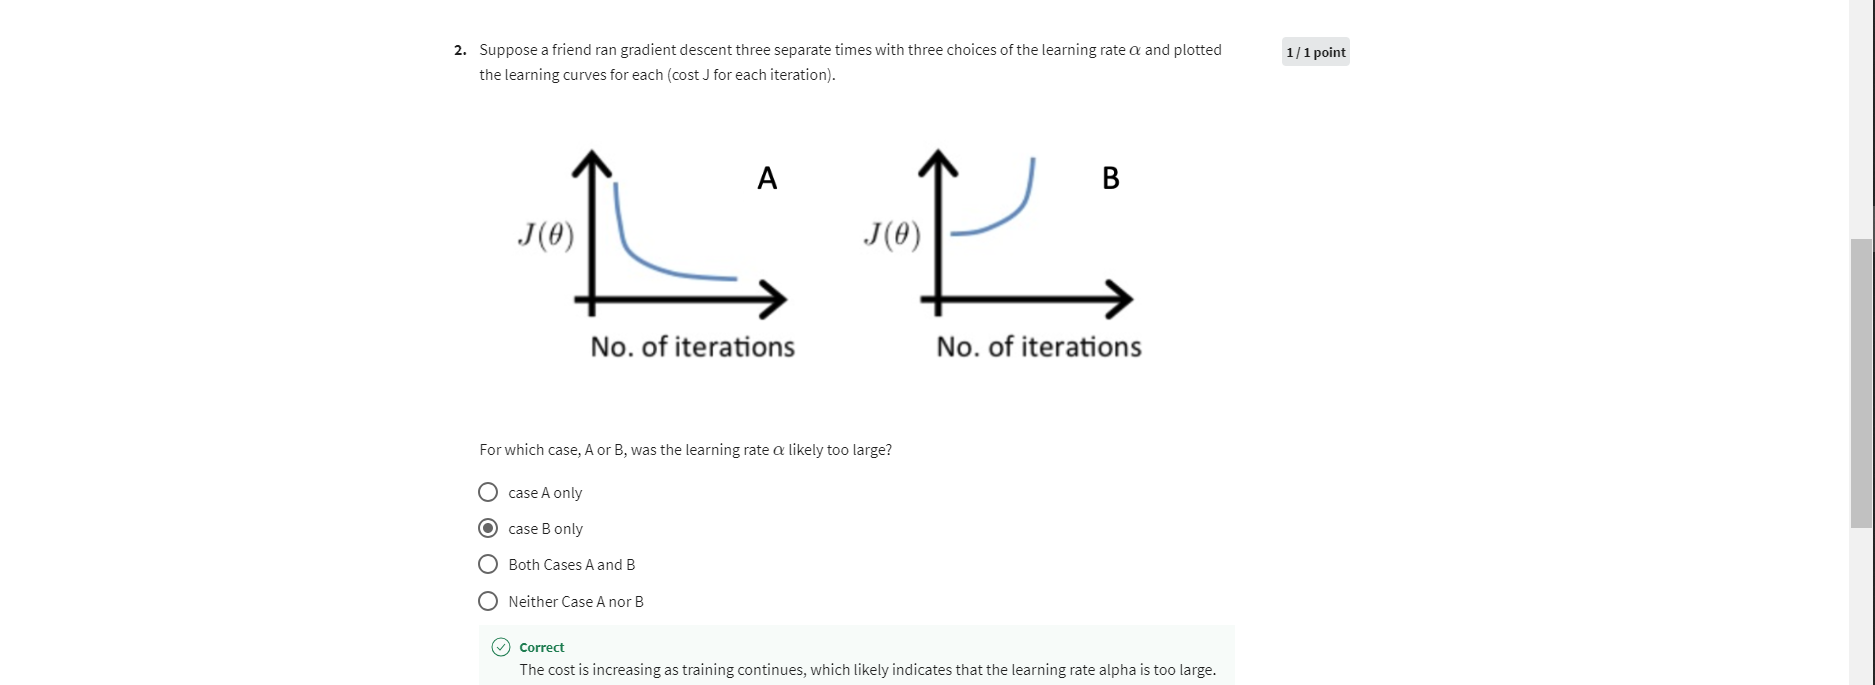 2. Suppose a friend ran gradient descent three separate times with three choices of the learning rate α and plotted
the learning curves for each (cost J for each iteration).
1 / 1 point
A
B
J(θ)
J(θ)
No. of iterations
No. of iterations
For which case, A or B, was the learning rate α likely too large?
case A only
case B only
Both Cases A and B
Neither Case A nor B
Correct
The cost is increasing as training continues, which likely indicates that the learning rate alpha is too large.